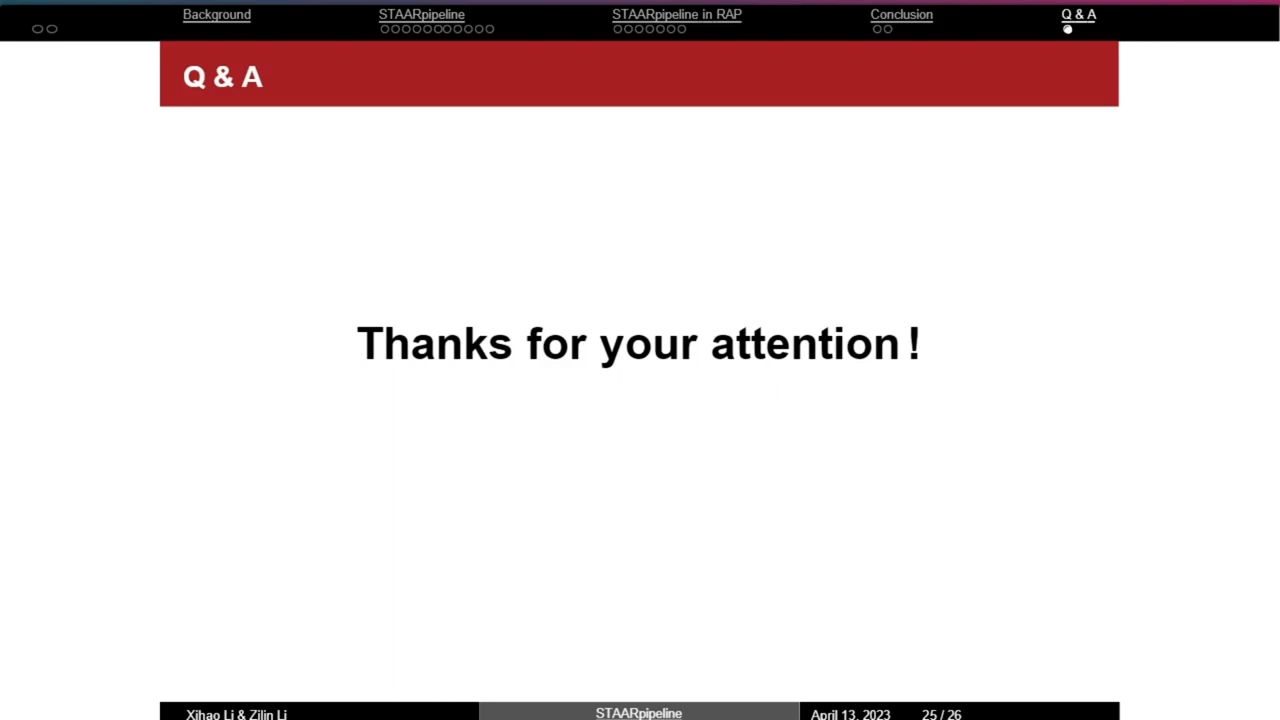 Background STAARpipeline STAARpipeline in RAP Conclusion Q & A
Q & A
Thanks for your attention !
Xihao Li & Zilin Li STAARpipeline April 13, 2023 25 / 26